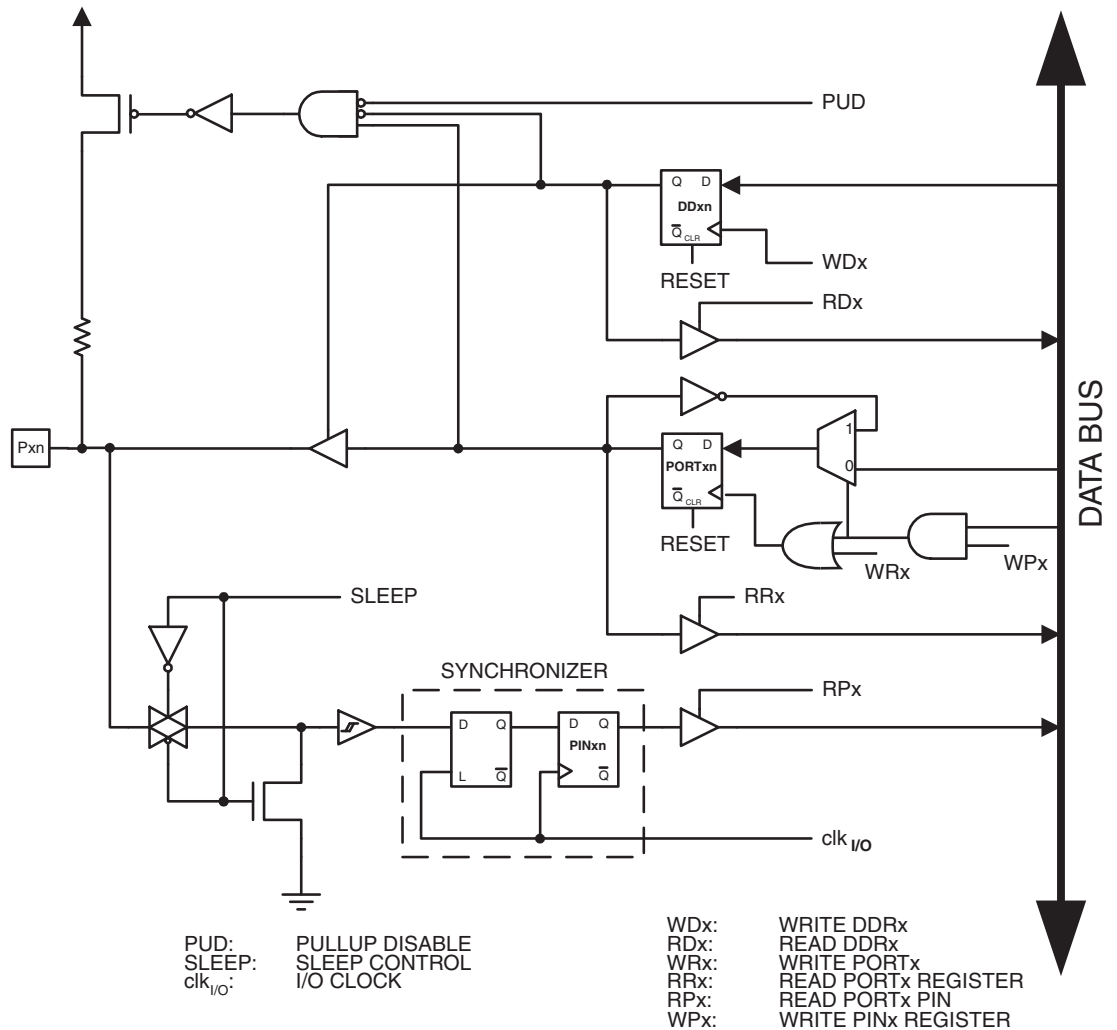 PUD
Q D
DDxn
Q CLR
WDx
RESET
RDx
1
Pxn
Q D
PORTxn
0
Q CLR
RESET
WRx
WPx
DATA BUS
SLEEP
RRx
SYNCHRONIZER
RPx
D Q
D Q
PINxn
L Q
Q
clk I/O
PUD: PULLUP DISABLE
SLEEP: SLEEP CONTROL
clkI/O: I/O CLOCK
WDx: WRITE DDRx
RDx: READ DDRx
WRx: WRITE PORTx
RRx: READ PORTx REGISTER
RPx: READ PORTx PIN
WPx: WRITE PINx REGISTER